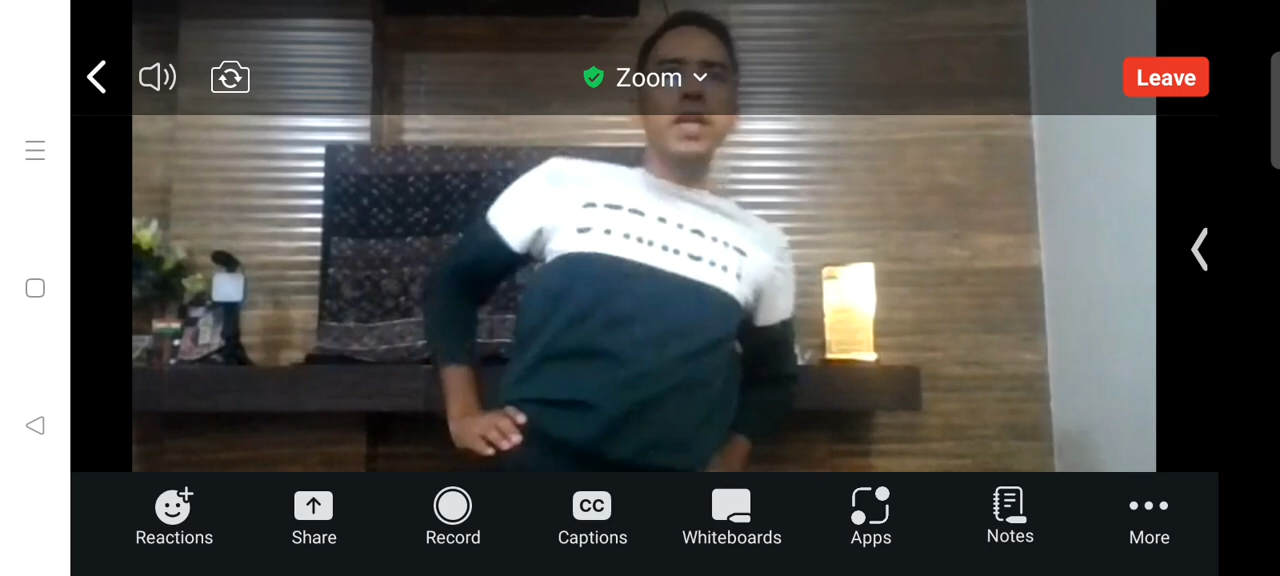 Zoom
Leave
Reactions
Share
Record
CC
Captions
Whiteboards
Apps
Notes
More